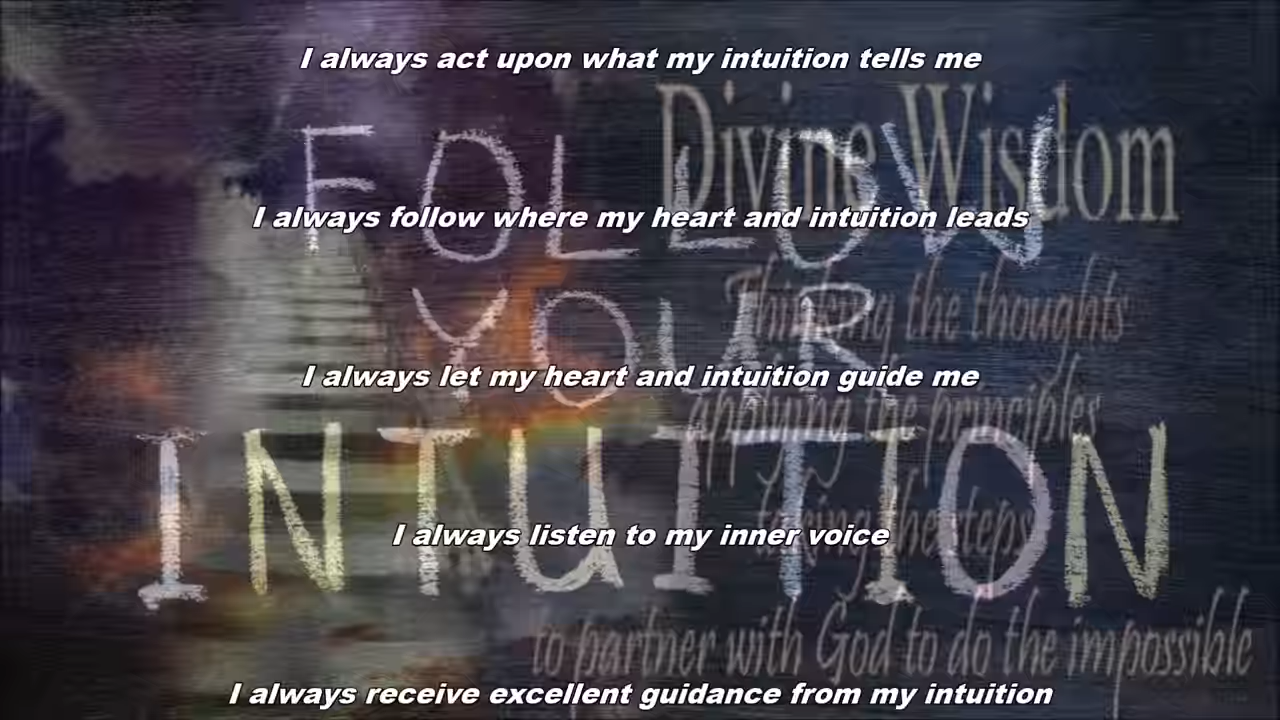 I always act upon what my intuition tells me
Divine Wisdom
FOLLOW
I always follow where my heart and intuition leads
Thinking the thoughts
YOUR
I always let my heart and intuition guide me
applying the principles
INTUITION
taking the steps
I always listen to my inner voice
to partner with God to do the impossible
I always receive excellent guidance from my intuition